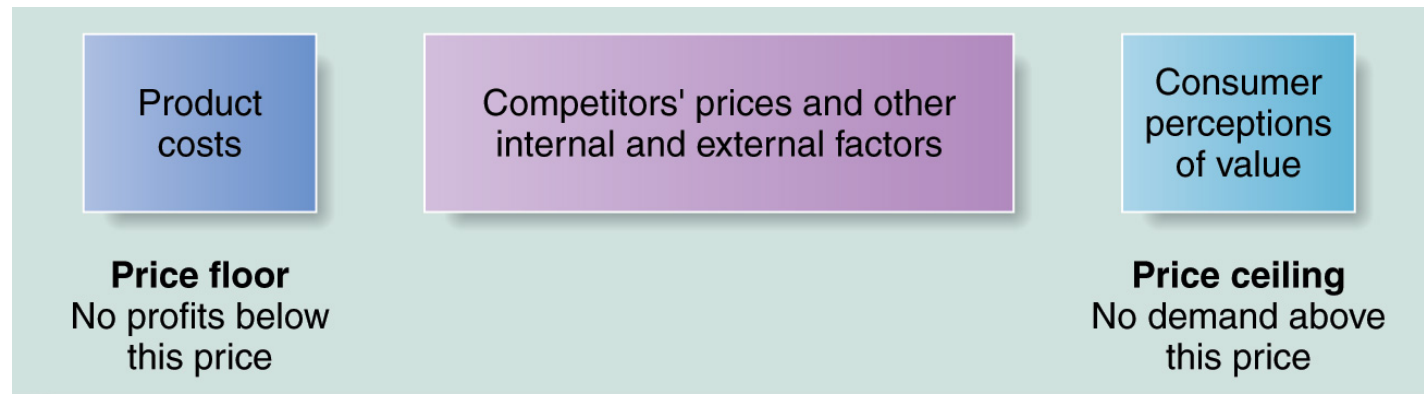 Product
costs
Competitors' prices and other
internal and external factors
Consumer
perceptions
of value
Price floor
No profits below
this price
Price ceiling
No demand above
this price